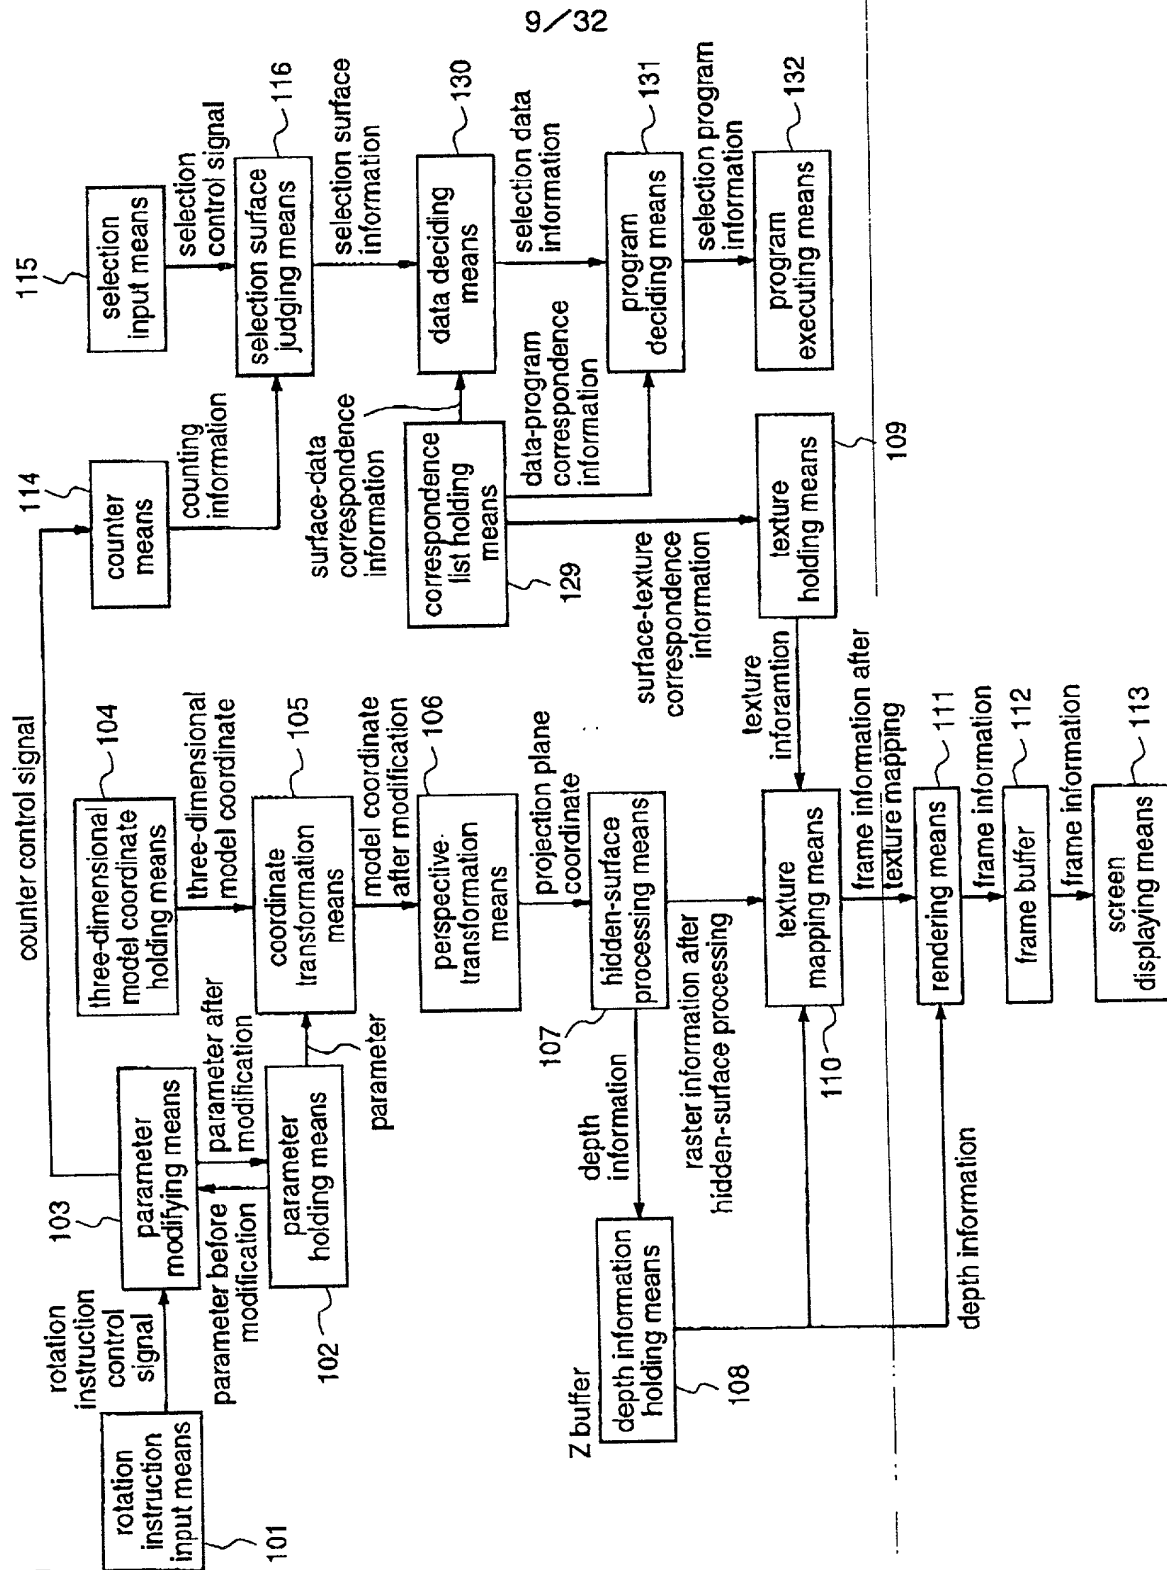 9/32
rotation
instruction
input means
101
rotation
instruction
control
signal
103
parameter
modifying means
parameter before
modification
parameter after
modification
parameter
holding means
102
parameter
counter control signal
three-dimensional
model coordinate
holding means
104
three-dimensional
model coordinate
coordinate
transformation
means
105
model coordinate
after modification
perspective-
transformation
means
106
projection plane
coordinate
hidden-surface
processing means
107
depth
information
Z buffer
depth information
holding means
108
raster information after
hidden-surface processing
texture
mapping means
110
depth information
frame information after
texture mapping
rendering means
111
frame information
frame buffer
112
frame information
screen
displaying means
113
114
counter
means
counting
information
115
selection
input means
selection
control signal
selection surface
judging means
116
selection surface
information
surface-data
correspondence
information
correspondence
list holding
means
129
data deciding
means
130
selection data
information
data-program
correspondence
information
program
deciding means
131
selection program
information
program
executing means
132
surface-texture
correspondence
information
texture
holding means
109
texture
inforamtion